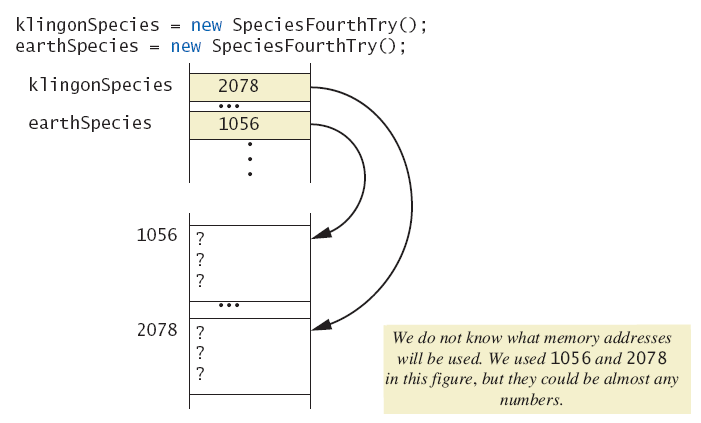 klingonSpecies = new SpeciesFourthTry();
earthSpecies = new SpeciesFourthTry();
klingonSpecies 2078
...
earthSpecies 1056
.
.
.
1056 ?
?
?
...
2078 ?
?
?
We do not know what memory addresses
will be used. We used 1056 and 2078
in this figure, but they could be almost any
numbers.